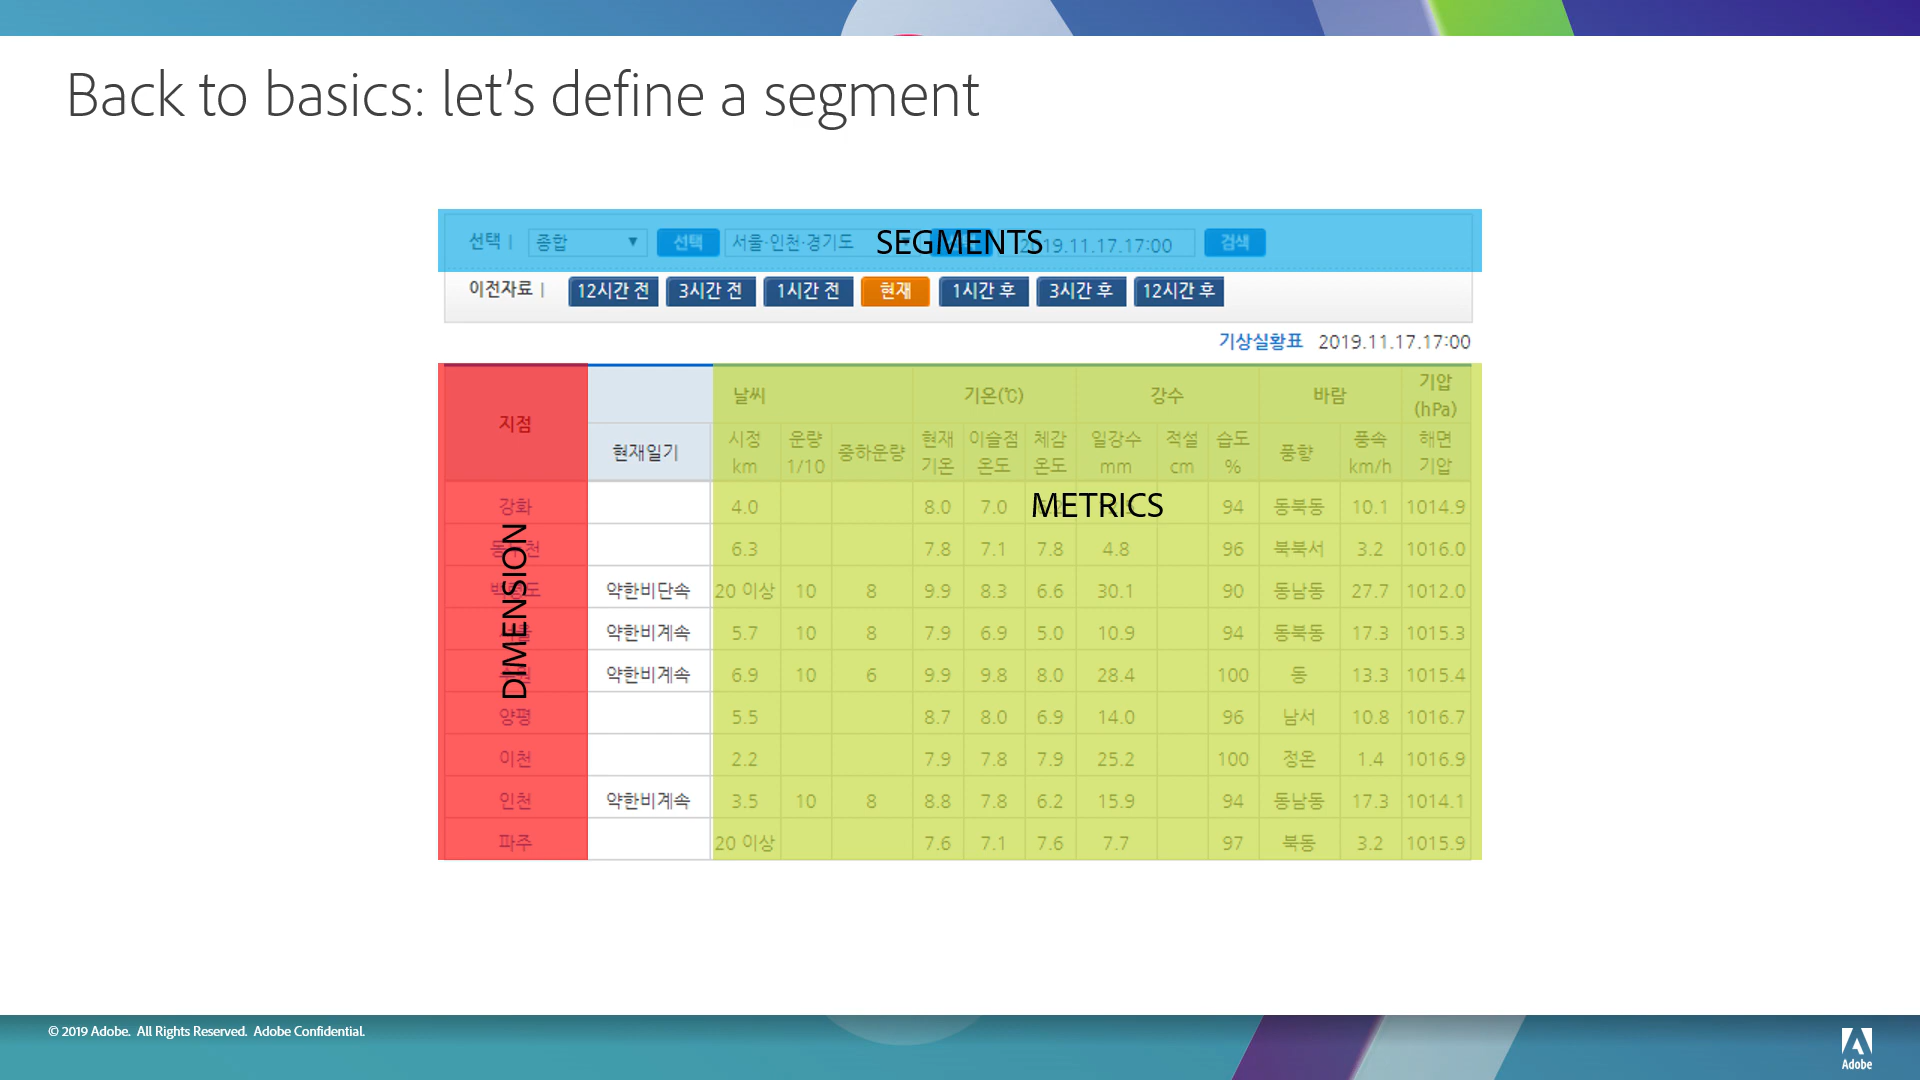 Back to basics: let's define a segment
선택 | 종합 ▼ 선택 서울·인천·경기도 SEGMENTS 2019.11.17.17:00 검색
이전자료 | 12시간 전 3시간 전 1시간 전 현재 1시간 후 3시간 후 12시간 후
기상실황표 2019.11.17.17:00
지점 날씨 기온(℃) 강수 바람 기압 (hPa)
현재일기 시정 km 운량 1/10 중하운량 현재 기온 이슬점 온도 체감 온도 일강수 mm 적설 cm 습도 % 풍향 풍속 km/h 해면 기압
강화 4.0 8.0 7.0 METRICS 94 동북동 10.1 1014.9
6.3 7.8 7.1 7.8 4.8 96 북북서 3.2 1016.0
DIMENSION
백령도 약한비단속 20 이상 10 8 9.9 8.3 6.6 30.1 90 동남동 27.7 1012.0
약한비계속 5.7 10 8 7.9 6.9 5.0 10.9 94 동북동 17.3 1015.3
약한비계속 6.9 10 6 9.9 9.8 8.0 28.4 100 동 13.3 1015.4
양평 5.5 8.7 8.0 6.9 14.0 96 남서 10.8 1016.7
이천 2.2 7.9 7.8 7.9 25.2 100 정온 1.4 1016.9
인천 약한비계속 3.5 10 8 8.8 7.8 6.2 15.9 94 동남동 17.3 1014.1
파주 20 이상 7.6 7.1 7.6 7.7 97 북동 3.2 1015.9
© 2019 Adobe. All Rights Reserved. Adobe Confidential.
Adobe